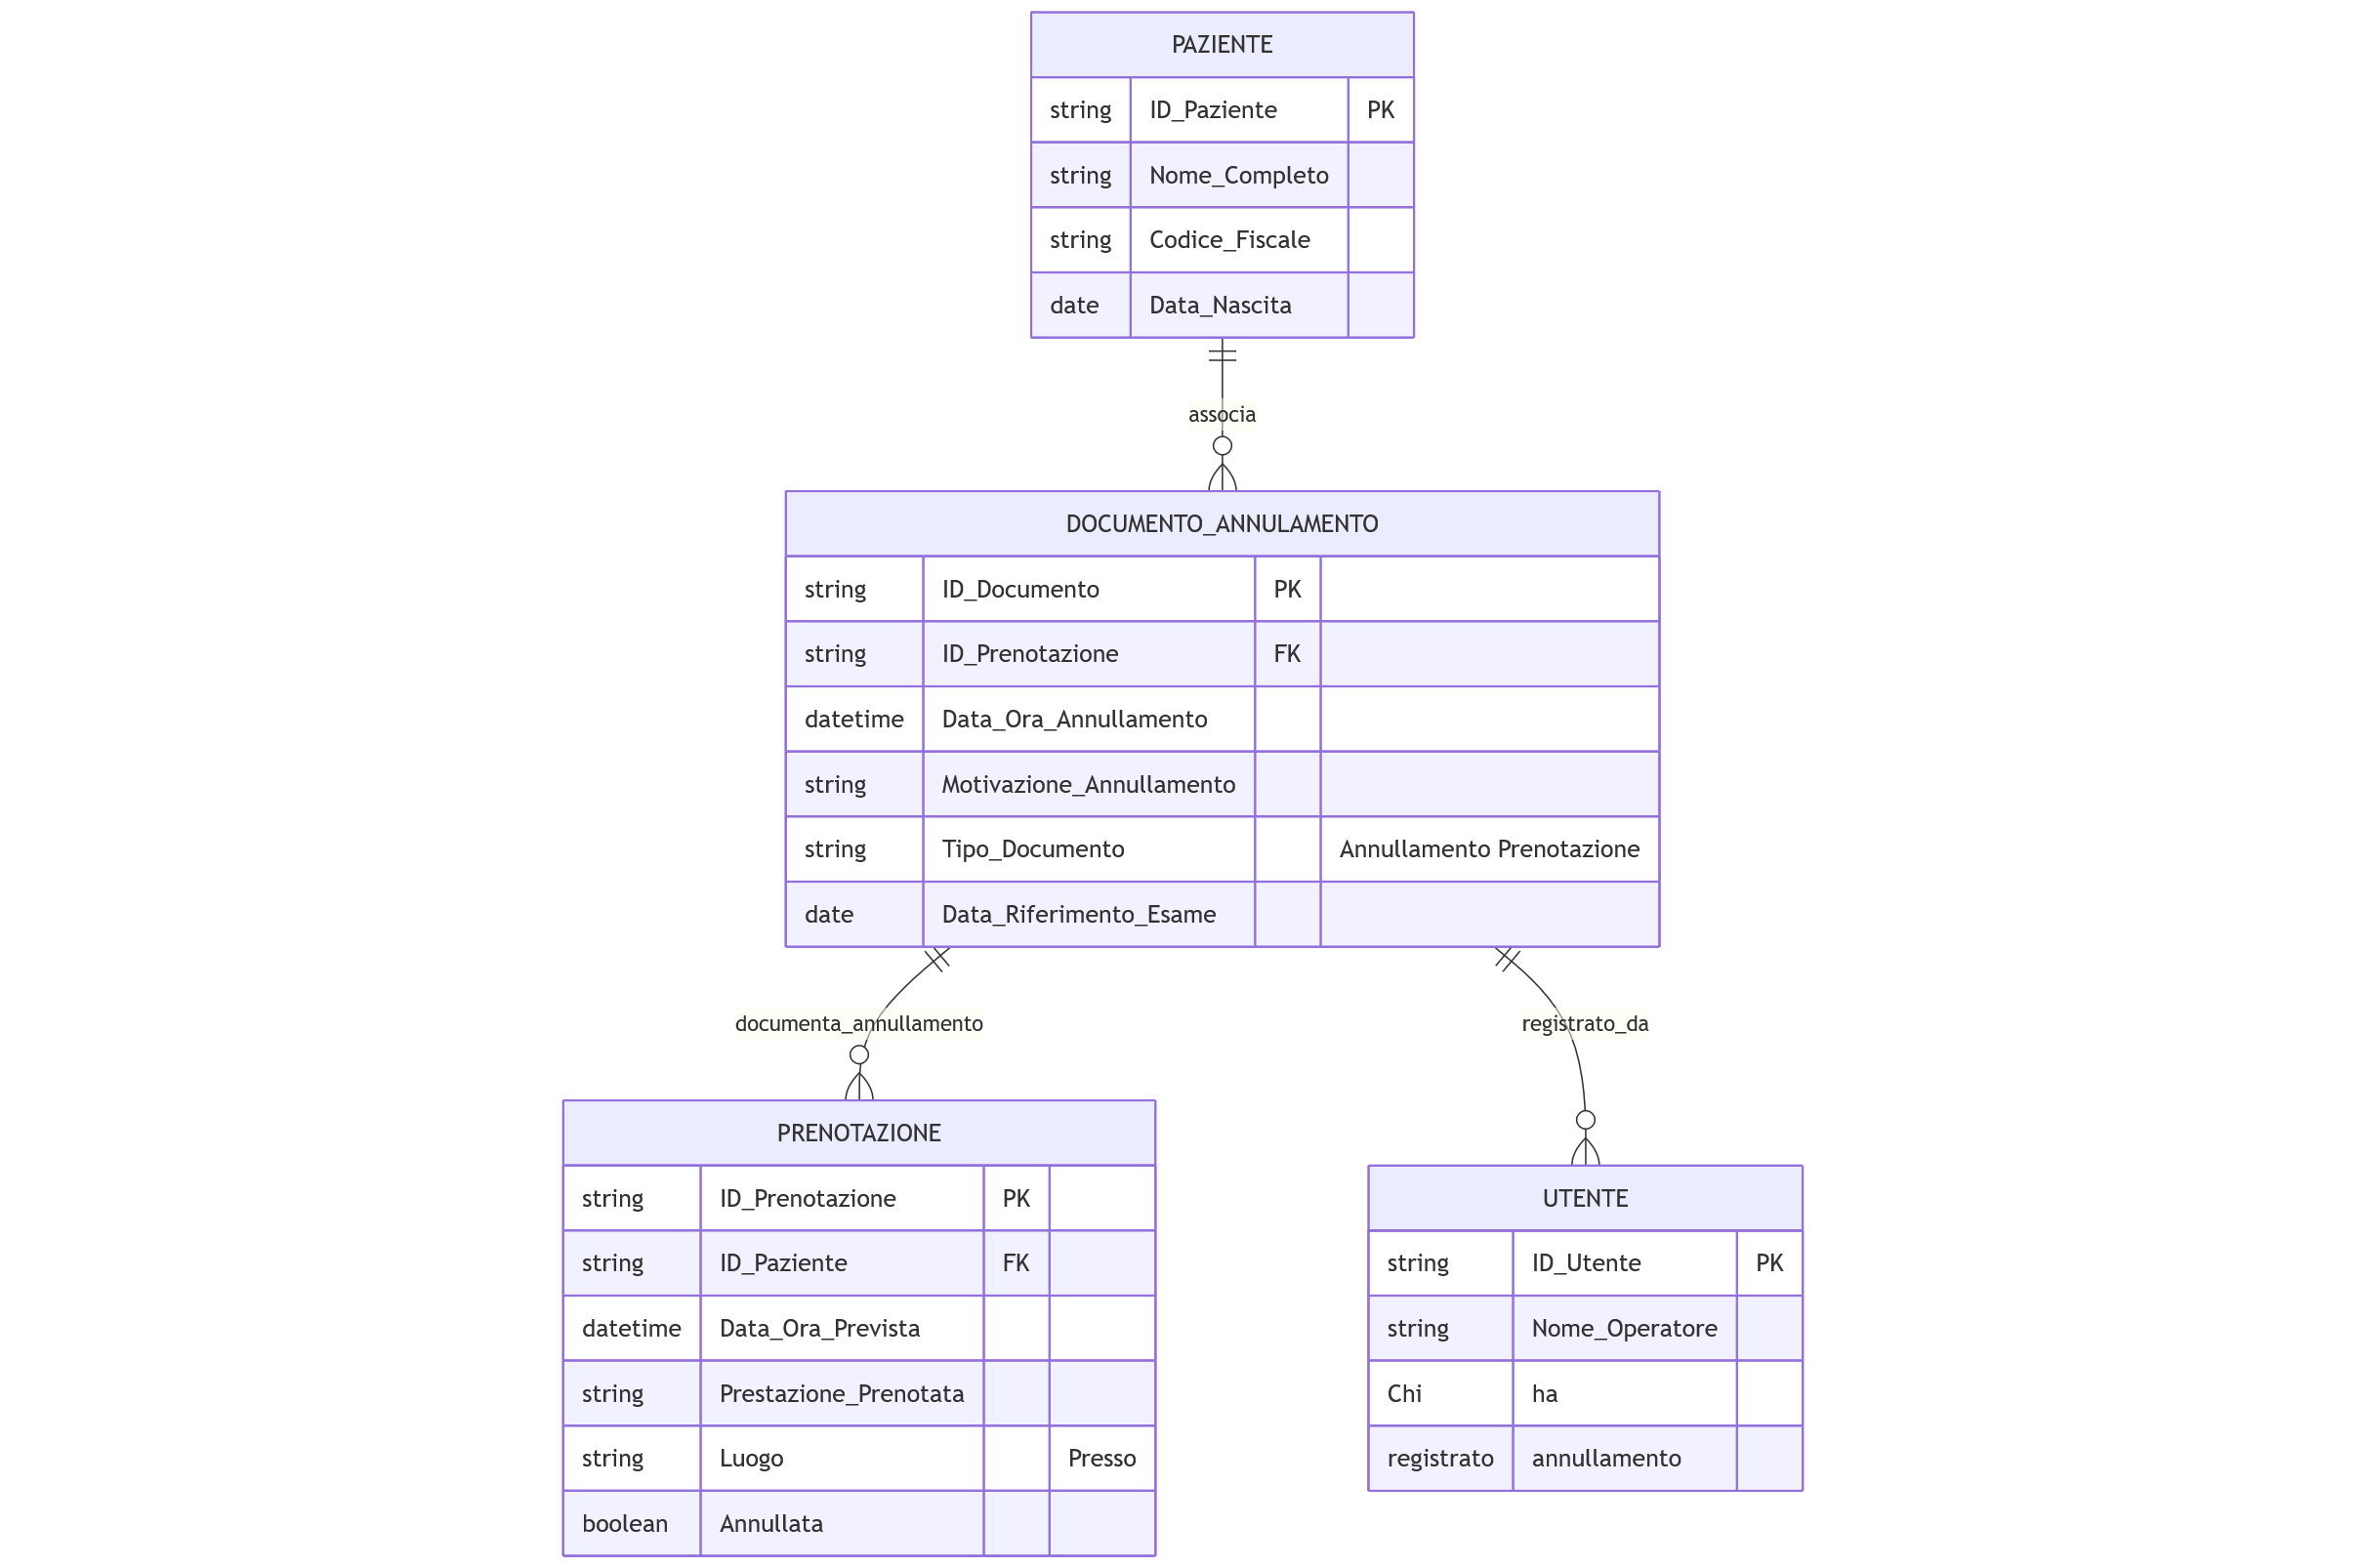 PAZIENTE
string ID_Paziente PK
string Nome_Completo
string Codice_Fiscale
date Data_Nascita
associa
DOCUMENTO_ANNULAMENTO
string ID_Documento PK
string ID_Prenotazione FK
datetime Data_Ora_Annullamento
string Motivazione_Annullamento
string Tipo_Documento Annullamento Prenotazione
date Data_Riferimento_Esame
documenta_annullamento
registrato_da
PRENOTAZIONE
string ID_Prenotazione PK
string ID_Paziente FK
datetime Data_Ora_Prevista
string Prestazione_Prenotata
string Luogo Presso
boolean Annullata
UTENTE
string ID_Utente PK
string Nome_Operatore
Chi ha
registrato annullamento